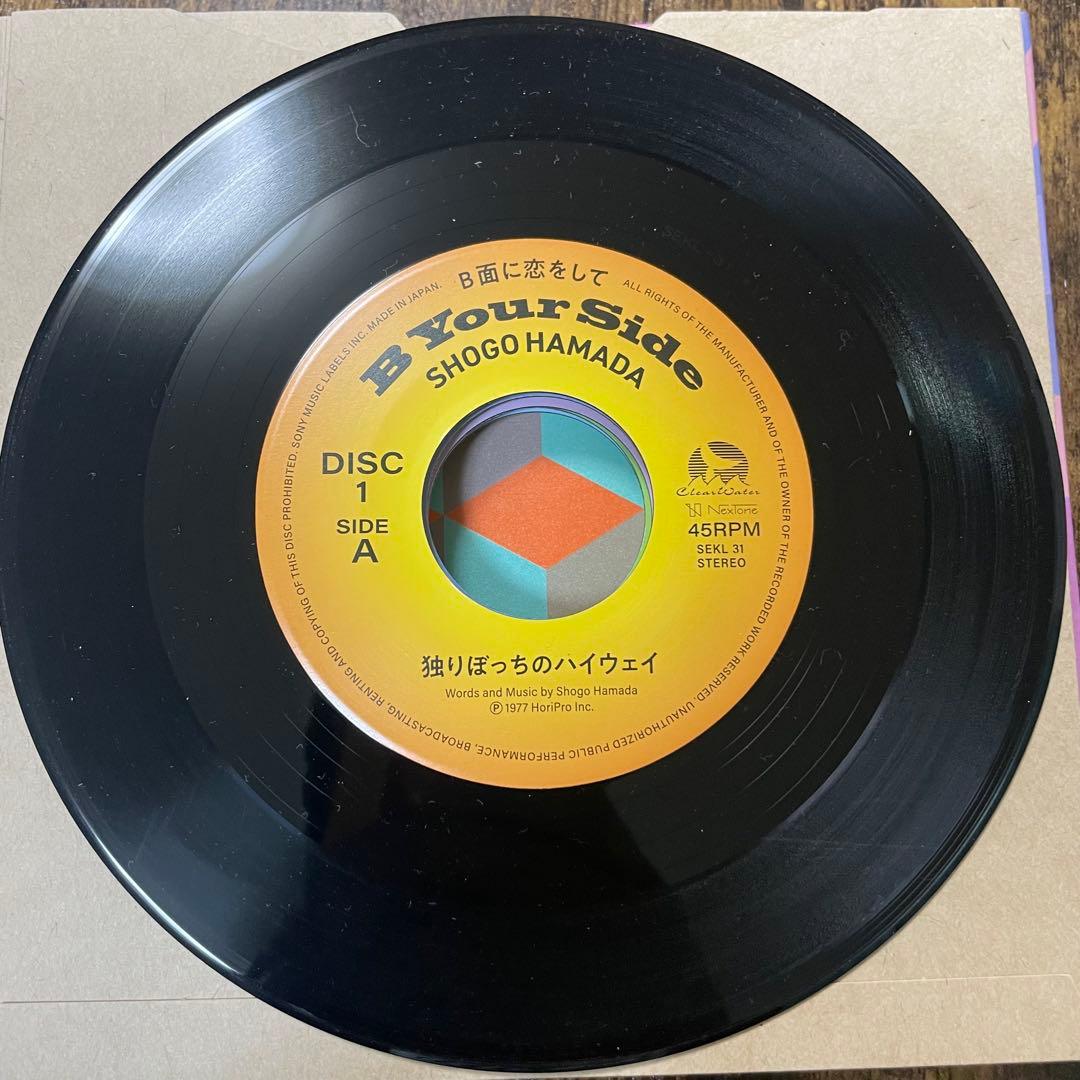 B面に恋をして
B Your Side
SHOGO HAMADA
DISC
1
SIDE
A
ClearWater
NexTone
45RPM
SEKL 31
STEREO
独りぼっちのハイウェイ
Words and Music by Shogo Hamada
Ⓟ 1977 HoriPro Inc.
ALL RIGHTS OF THE MANUFACTURER AND OF THE OWNER OF THE RECORDED WORK RESERVED. UNAUTHORIZED PUBLIC PERFORMANCE, BROADCASTING, RENTING AND COPYING OF THIS DISC PROHIBITED. SONY MUSIC LABELS INC. MADE IN JAPAN.